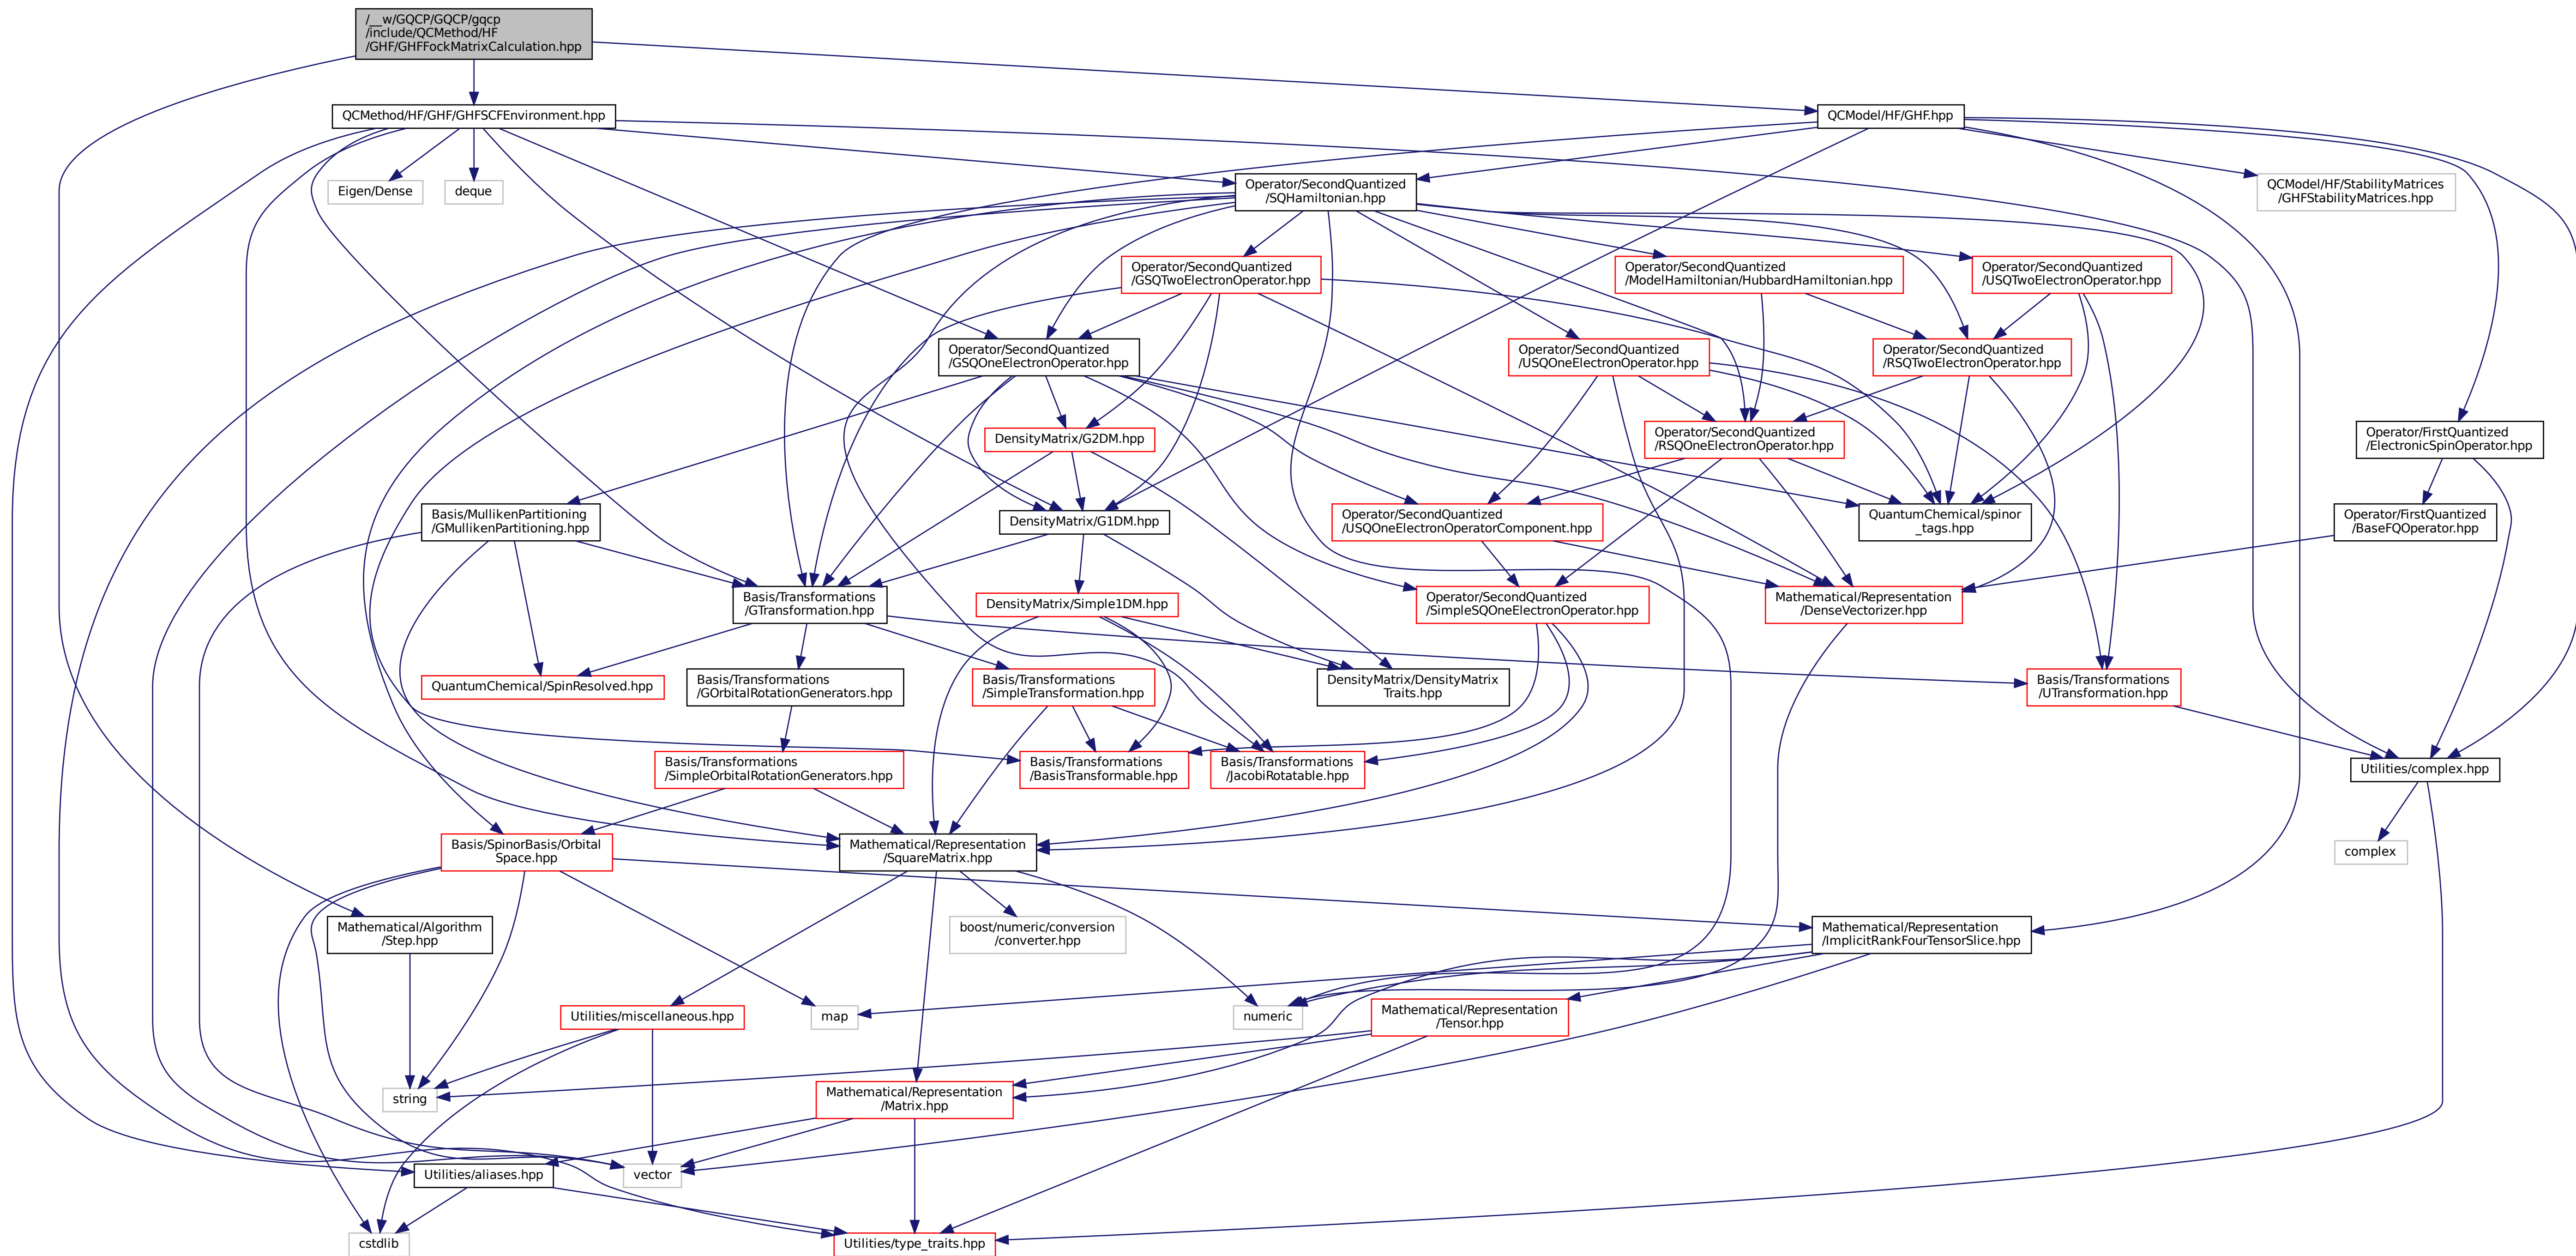 /__w/GQCP/GQCP/gqcp
/include/QCMethod/HF
/GHF/GHFFockMatrixCalculation.hpp
QCMethod/HF/GHF/GHFSCFEnvironment.hpp
QCModel/HF/GHF.hpp
Eigen/Dense
deque
Operator/SecondQuantized
/SQHamiltonian.hpp
QCModel/HF/StabilityMatrices
/GHFStabilityMatrices.hpp
Operator/SecondQuantized
/GSQTwoElectronOperator.hpp
Operator/SecondQuantized
/ModelHamiltonian/HubbardHamiltonian.hpp
Operator/SecondQuantized
/USQTwoElectronOperator.hpp
Operator/SecondQuantized
/GSQOneElectronOperator.hpp
Operator/SecondQuantized
/USQOneElectronOperator.hpp
Operator/SecondQuantized
/RSQTwoElectronOperator.hpp
DensityMatrix/G2DM.hpp
Operator/SecondQuantized
/RSQOneElectronOperator.hpp
Operator/FirstQuantized
/ElectronicSpinOperator.hpp
Basis/MullikenPartitioning
/GMullikenPartitioning.hpp
DensityMatrix/G1DM.hpp
Operator/SecondQuantized
/USQOneElectronOperatorComponent.hpp
QuantumChemical/spinor
_tags.hpp
Operator/FirstQuantized
/BaseFQOperator.hpp
Basis/Transformations
/GTransformation.hpp
DensityMatrix/Simple1DM.hpp
Operator/SecondQuantized
/SimpleSQOneElectronOperator.hpp
Mathematical/Representation
/DenseVectorizer.hpp
QuantumChemical/SpinResolved.hpp
Basis/Transformations
/GOrbitalRotationGenerators.hpp
Basis/Transformations
/SimpleTransformation.hpp
DensityMatrix/DensityMatrix
Traits.hpp
Basis/Transformations
/UTransformation.hpp
Basis/Transformations
/SimpleOrbitalRotationGenerators.hpp
Basis/Transformations
/BasisTransformable.hpp
Basis/Transformations
/JacobiRotatable.hpp
Utilities/complex.hpp
Basis/SpinorBasis/Orbital
Space.hpp
Mathematical/Representation
/SquareMatrix.hpp
complex
Mathematical/Algorithm
/Step.hpp
boost/numeric/conversion
/converter.hpp
Mathematical/Representation
/ImplicitRankFourTensorSlice.hpp
Utilities/miscellaneous.hpp
map
numeric
Mathematical/Representation
/Tensor.hpp
string
Mathematical/Representation
/Matrix.hpp
Utilities/aliases.hpp
vector
cstdlib
Utilities/type_traits.hpp